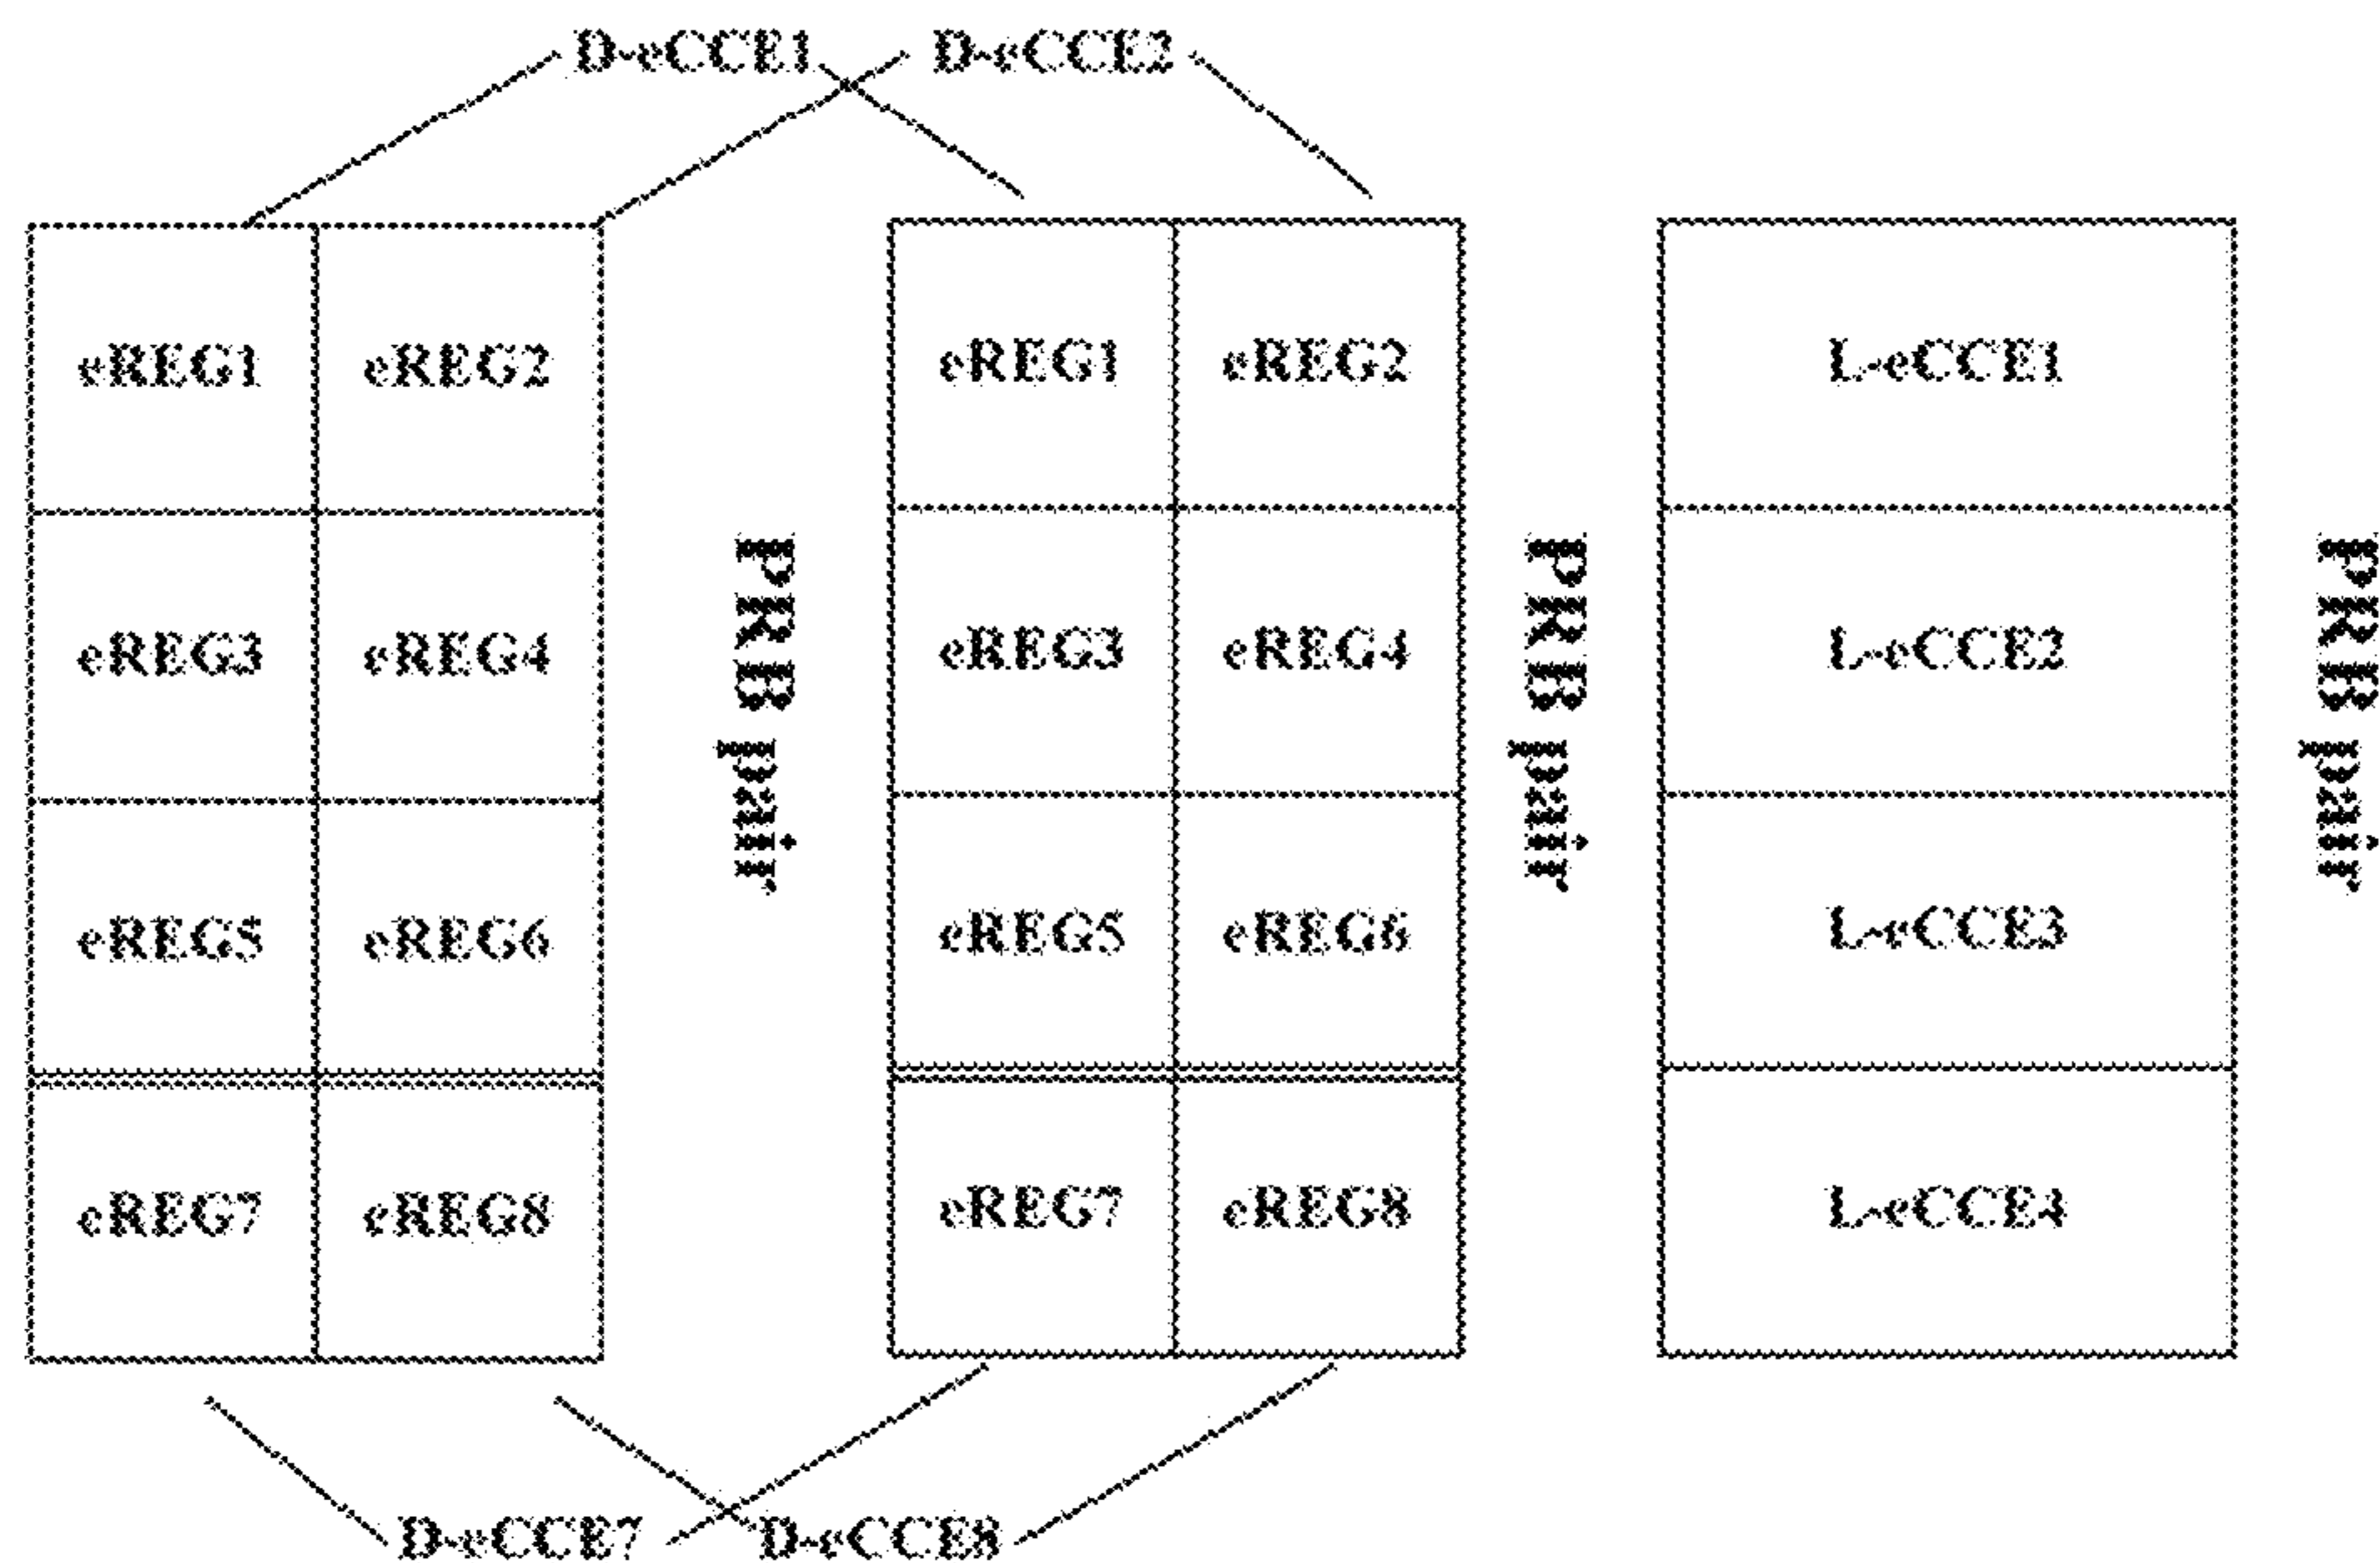 D-eCCE1 D-eCCE2
eREG1 eREG2 eREG1 eREG2 L-eCCE1
eREG3 eREG4 eREG3 eREG4 L-eCCE2
PRB pair PRB pair PRB pair
eREG5 eREG6 eREG5 eREG6 L-eCCE3
eREG7 eREG8 eREG7 eREG8 L-eCCE4
D-eCCE7 D-eCCE8